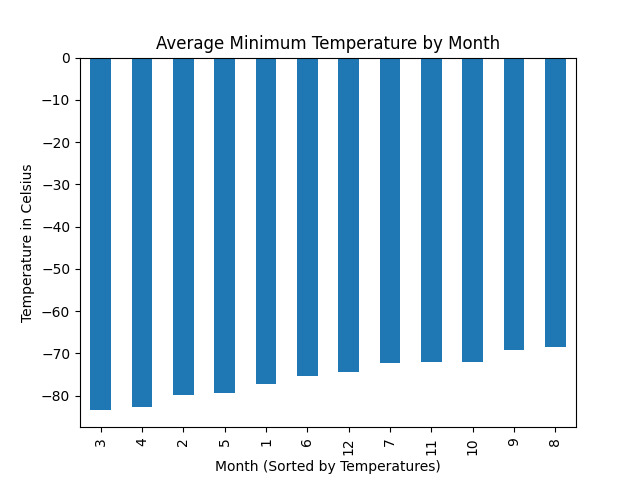 Average Minimum Temperature by Month
Temperature in Celsius
0
−10
−20
−30
−40
−50
−60
−70
−80
3 4 2 5 1 6 12 7 11 10 9 8
Month (Sorted by Temperatures)